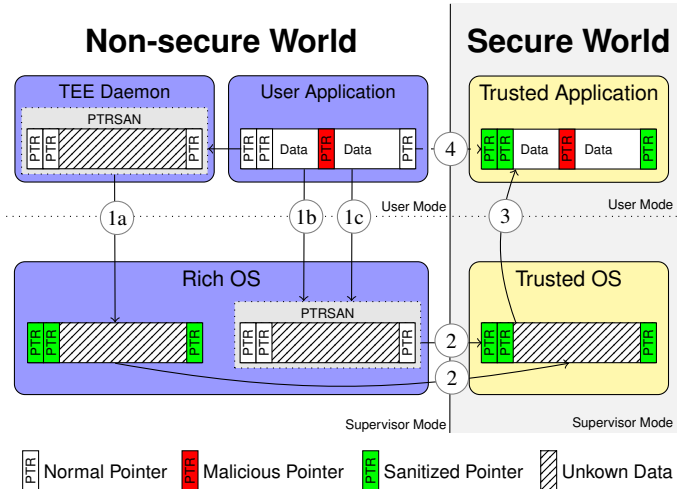 Non-secure World
Secure World
TEE Daemon
User Application
Trusted Application
PTRSAN
PTR PTR PTR
PTR PTR Data PTR Data PTR
PTR PTR Data PTR Data PTR
4
1a
1b
1c
3
User Mode
User Mode
Rich OS
Trusted OS
PTRSAN
PTR PTR PTR
PTR PTR PTR
PTR PTR PTR
2
2
Supervisor Mode
Supervisor Mode
PTR Normal Pointer
PTR Malicious Pointer
PTR Sanitized Pointer
Unkown Data